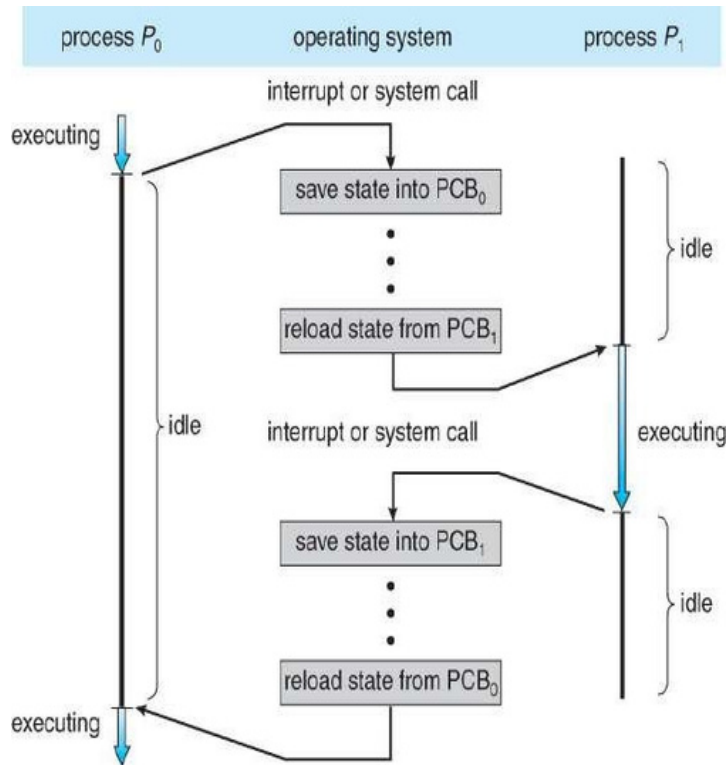 process P₀ operating system process P₁
interrupt or system call
executing
save state into PCB₀
idle
reload state from PCB₁
idle
interrupt or system call
executing
save state into PCB₁
idle
reload state from PCB₀
executing